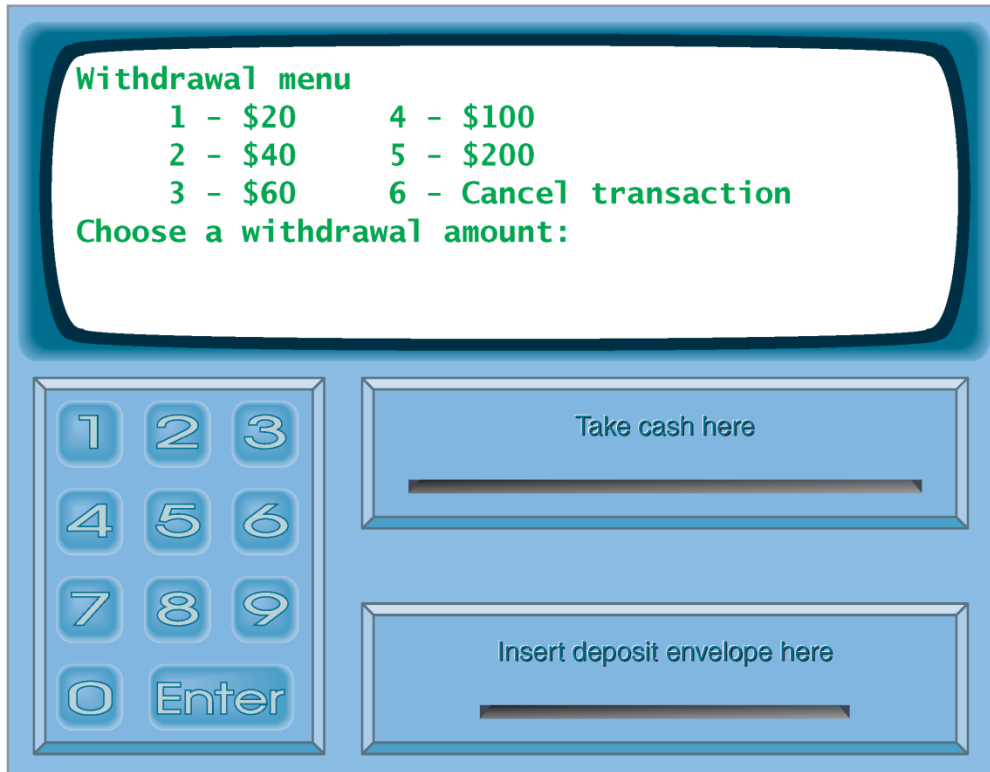 Withdrawal menu
1 – $20 4 – $100
2 – $40 5 – $200
3 – $60 6 – Cancel transaction
Choose a withdrawal amount:
1 2 3
Take cash here
4 5 6
7 8 9
Insert deposit envelope here
0 Enter